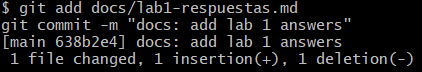 $ git add docs/lab1-respuestas.md
git commit -m "docs: add lab 1 answers"
[main 638b2e4] docs: add lab 1 answers
 1 file changed, 1 insertion(+), 1 deletion(-)